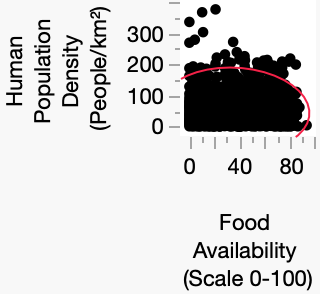 Human
Population
Density
(People/km²)
300
200
100
0
0 40 80
Food
Availability
(Scale 0-100)